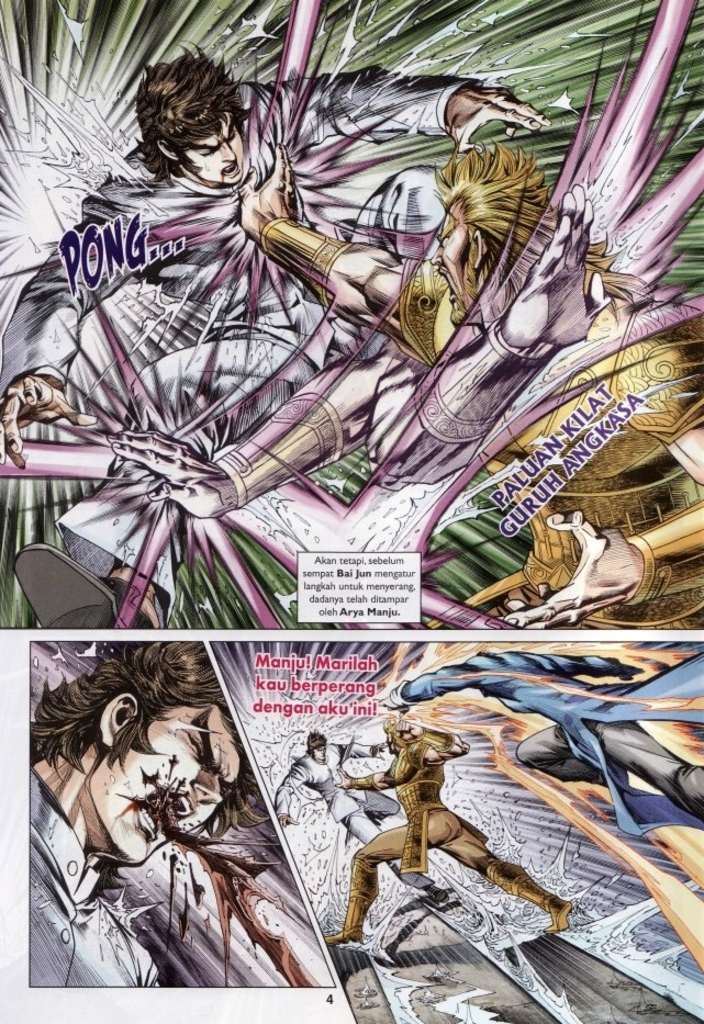 PONG...
PALUAN KILAT
GURUH ANGKASA
Akan tetapi, sebelum
sempat Bai Jun mengatur
langkah untuk menyerang,
dadanya telah ditampar
oleh Arya Manju.
Manju! Marilah
kau berperang
dengan aku ini!
4